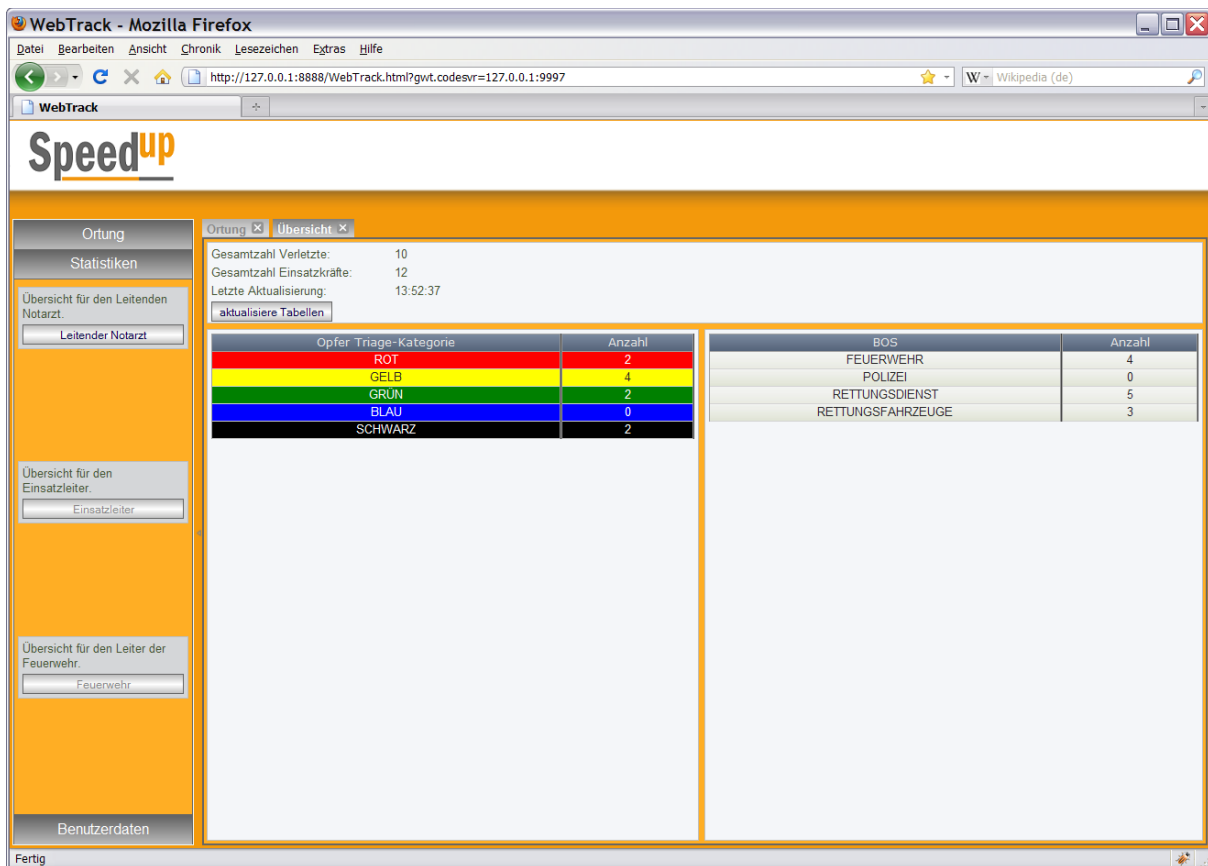 WebTrack - Mozilla Firefox
Datei Bearbeiten Ansicht Chronik Lesezeichen Extras Hilfe
http://127.0.0.1:8888/WebTrack.html?gwt.codesvr=127.0.0.1:9997 W Wikipedia (de)
WebTrack
Speedup
Ortung
Statistiken
Übersicht für den Leitenden
Notarzt.
Leitender Notarzt
Übersicht für den
Einsatzleiter.
Einsatzleiter
Übersicht für den Leiter der
Feuerwehr.
Feuerwehr
Benutzerdaten
Ortung Übersicht
Gesamtzahl Verletzte: 10
Gesamtzahl Einsatzkräfte: 12
Letzte Aktualisierung: 13:52:37
aktualisiere Tabellen
Opfer Triage-Kategorie Anzahl
ROT 2
GELB 4
GRÜN 2
BLAU 0
SCHWARZ 2
BOS Anzahl
FEUERWEHR 4
POLIZEI 0
RETTUNGSDIENST 5
RETTUNGSFAHRZEUGE 3
Fertig